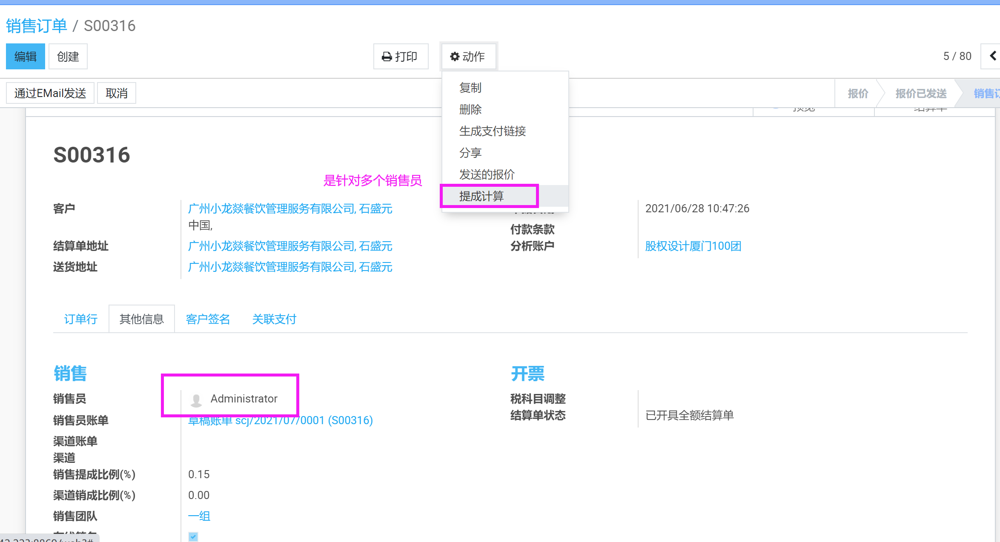 销售订单 / S00316
编辑 创建 打印 动作 5 / 80
通过EMail发送 取消 报价 报价已发送 销售订
复制
删除
生成支付链接
分享
发送的报价
提成计算
预览 结算单
S00316
是针对多个销售员
客户 广州小龙燚餐饮管理服务有限公司, 石盛元 2021/06/28 10:47:26
中国,
付款条款
结算单地址 广州小龙燚餐饮管理服务有限公司, 石盛元 分析账户 股权设计厦门100团
送货地址 广州小龙燚餐饮管理服务有限公司, 石盛元
订单行 其他信息 客户签名 关联支付
销售 开票
销售员 Administrator 税科目调整
销售员账单 草稿账单 scj/2021/07/0001 (S00316) 结算单状态 已开具全额结算单
渠道账单
渠道
销售提成比例(%) 0.15
渠道销成比例(%) 0.00
销售团队 一组